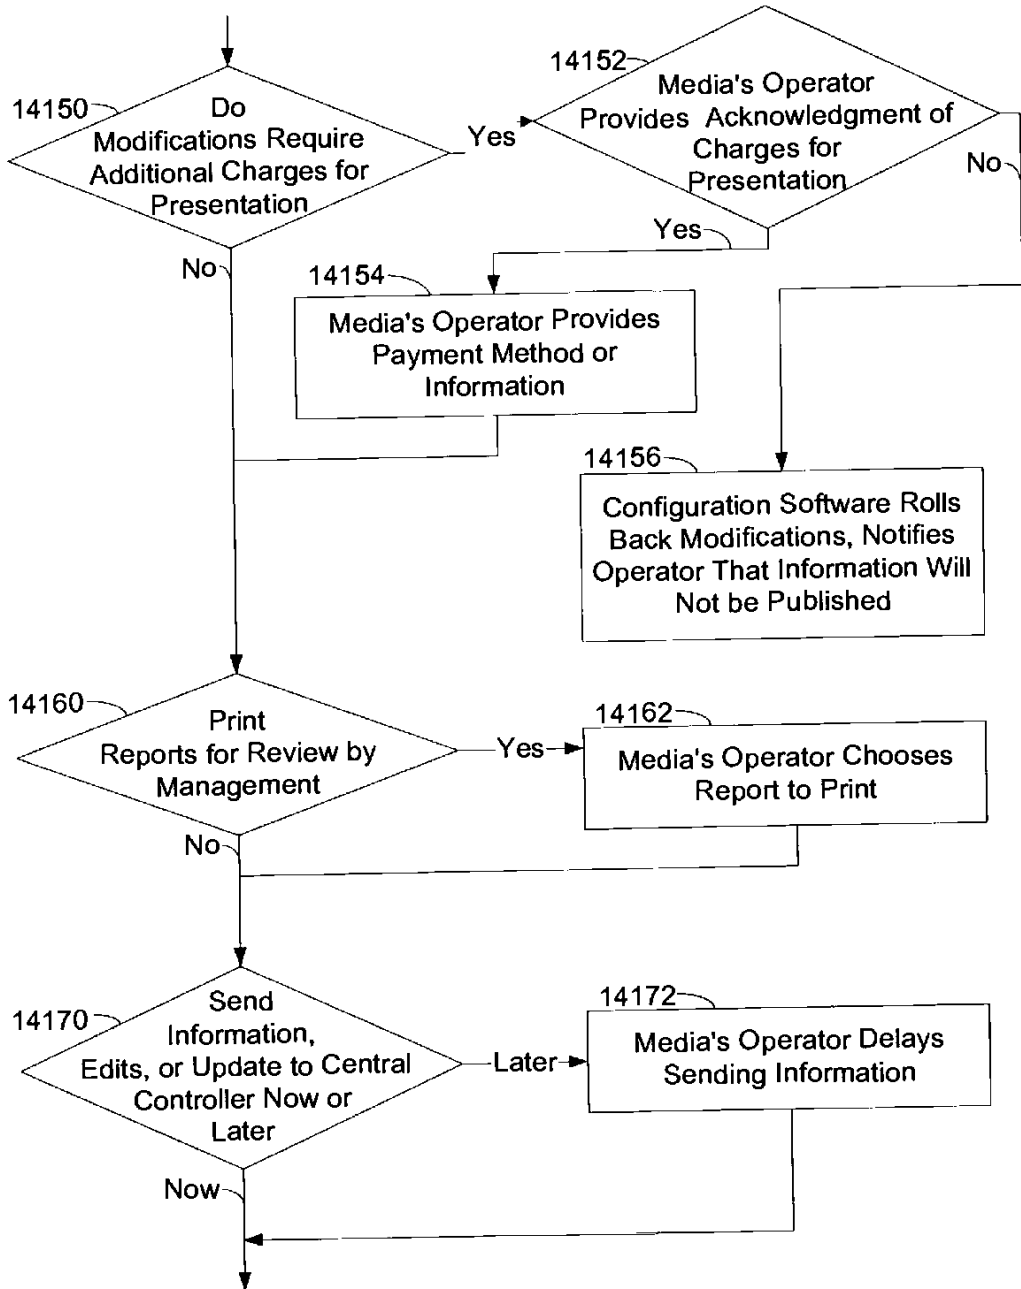 14150
Do
Modifications Require
Additional Charges for
Presentation
Yes
14152
Media's Operator
Provides Acknowledgment of
Charges for
Presentation
No
Yes
No
14154
Media's Operator Provides
Payment Method or
Information
14156
Configuration Software Rolls
Back Modifications, Notifies
Operator That Information Will
Not be Published
14160
Print
Reports for Review by
Management
Yes
14162
Media's Operator Chooses
Report to Print
No
14170
Send
Information,
Edits, or Update to Central
Controller Now or
Later
Later
14172
Media's Operator Delays
Sending Information
Now